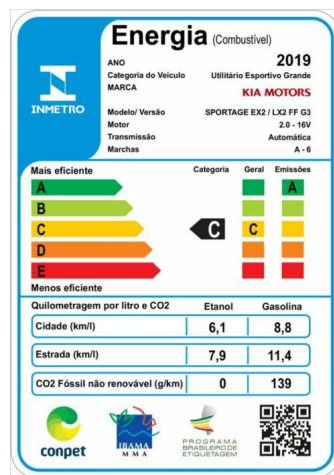 Energia (Combustível)
ANO 2019
Categoria do Veículo Utilitário Esportivo Grande
MARCA KIA MOTORS
INMETRO
Modelo/ Versão SPORTAGE EX2 / LX2 FF G3
Motor 2.0 - 16V
Transmissão Automática
Marchas A - 6
Mais eficiente Categoria Geral Emissões
A A
B
C C C
D
E
Menos eficiente
Quilometragem por litro e CO2 Etanol Gasolina
Cidade (km/l) 6,1 8,8
Estrada (km/l) 7,9 11,4
CO2 Fóssil não renovável (g/km) 0 139
conpet
IBAMA
M M A
PROGRAMA
BRASILEIRO DE
ETIQUETAGEM